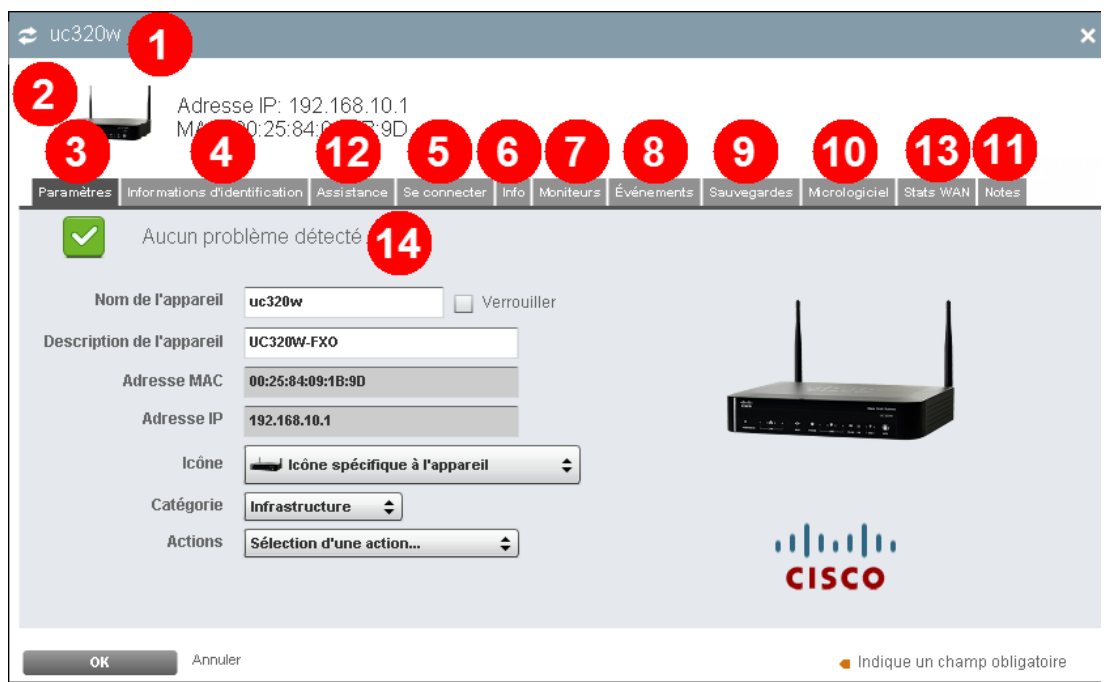 uc320w
1
2
Adresse IP: 192.168.10.1
3 4 12 5 6 7 8 9 10 13 11
Paramètres Informations d'identification Assistance Se connecter Info Moniteurs Événements Sauvegardes Micrologiciel Stats WAN Notes
Aucun problème détecté
14
Nom de l'appareil uc320w Verrouiller
Description de l'appareil UC320W-FXO
Adresse MAC 00:25:84:09:1B:9D
Adresse IP 192.168.10.1
Icône Icône spécifique à l'appareil
Catégorie Infrastructure
Actions Sélection d'une action...
CISCO
OK Annuler Indique un champ obligatoire